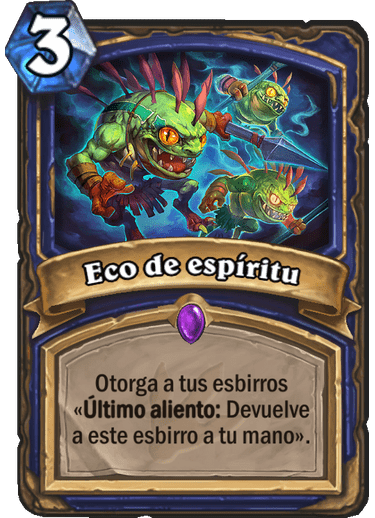 3
Eco de espíritu
Otorga a tus esbirros
«Último aliento: Devuelve
a este esbirro a tu mano».